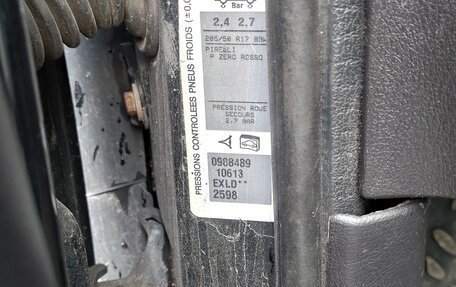 Bar
2,4 2,7
205/50 R17 89W
PIRELLI
P ZERO ROSSO
PRESSION ROUE
SECOURS
2.7 BAR
0988489
10613
EXLD**
2598
PRESSIONS CONTROLEES PNEUS FROIDS (±0,